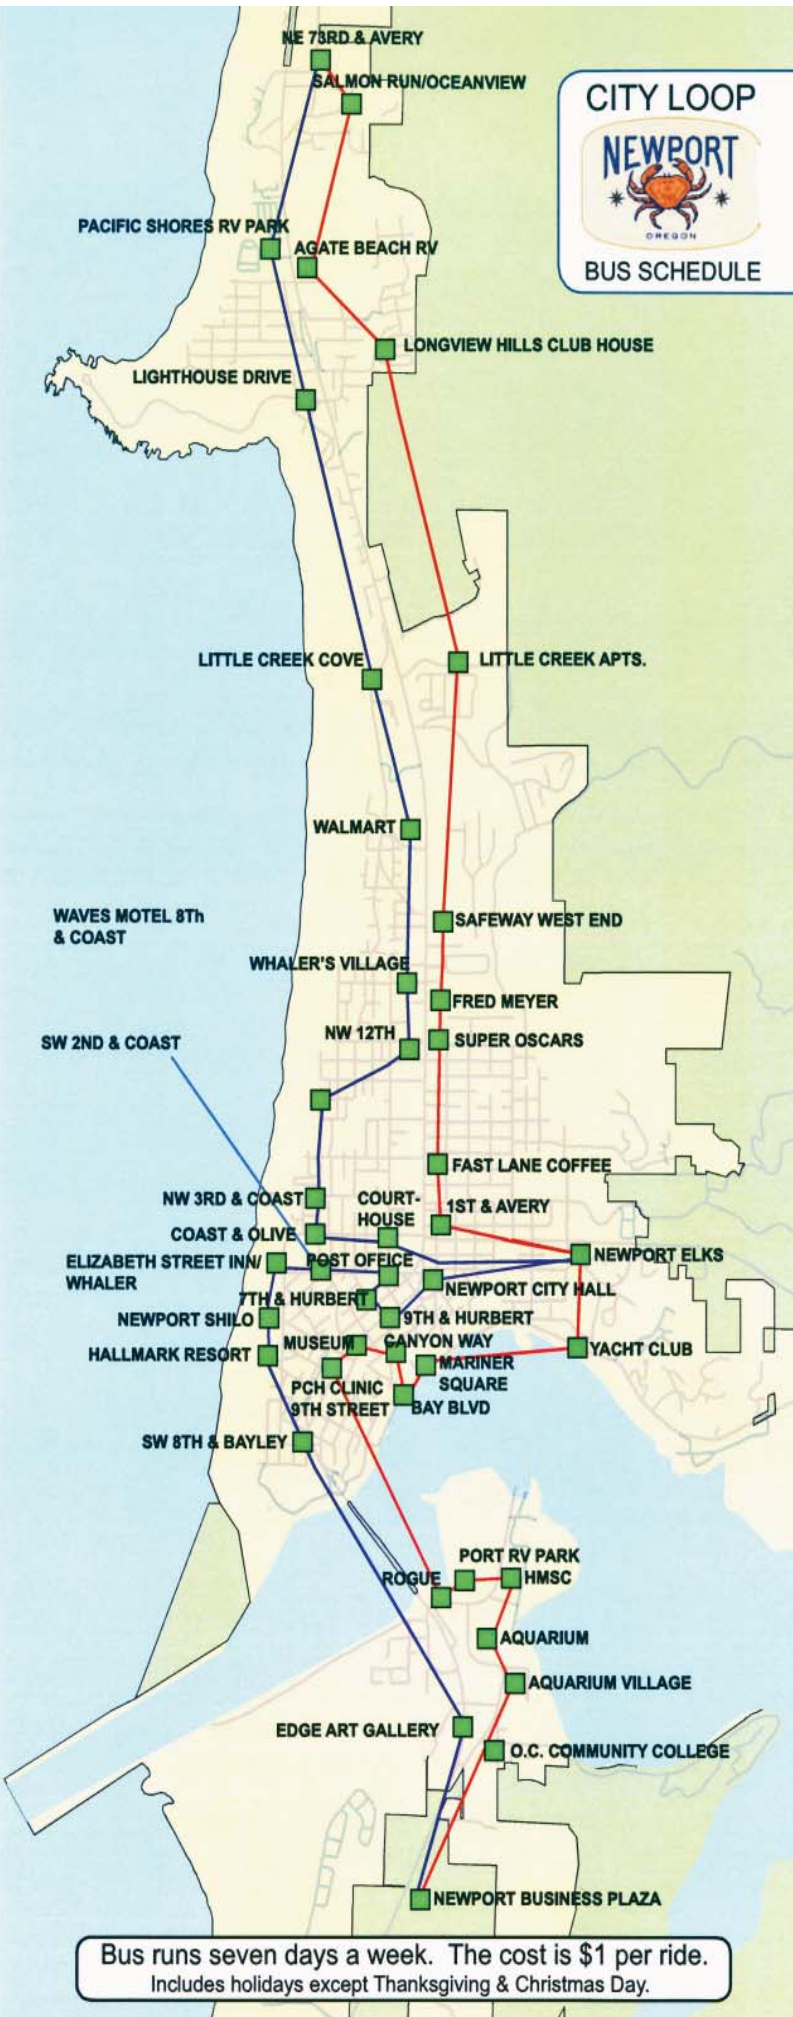 NE 73RD & AVERY
SALMON RUN/OCEANVIEW
CITY LOOP
NEWPORT
OREGON
BUS SCHEDULE
PACIFIC SHORES RV PARK
AGATE BEACH RV
LONGVIEW HILLS CLUB HOUSE
LIGHTHOUSE DRIVE
LITTLE CREEK COVE
LITTLE CREEK APTS.
WALMART
WAVES MOTEL 8Th
& COAST
SAFEWAY WEST END
WHALER'S VILLAGE
FRED MEYER
NW 12TH
SUPER OSCARS
SW 2ND & COAST
FAST LANE COFFEE
NW 3RD & COAST
COURT-
HOUSE
1ST & AVERY
COAST & OLIVE
NEWPORT ELKS
ELIZABETH STREET INN/
WHALER
POST OFFICE
NEWPORT CITY HALL
7TH & HURBERT
NEWPORT SHILO
9TH & HURBERT
MUSEUM
CANYON WAY
YACHT CLUB
HALLMARK RESORT
MARINER
SQUARE
PCH CLINIC
9TH STREET
BAY BLVD
SW 8TH & BAYLEY
PORT RV PARK
ROGUE
HMSC
AQUARIUM
AQUARIUM VILLAGE
EDGE ART GALLERY
O.C. COMMUNITY COLLEGE
NEWPORT BUSINESS PLAZA
Bus runs seven days a week. The cost is $1 per ride.
Includes holidays except Thanksgiving & Christmas Day.